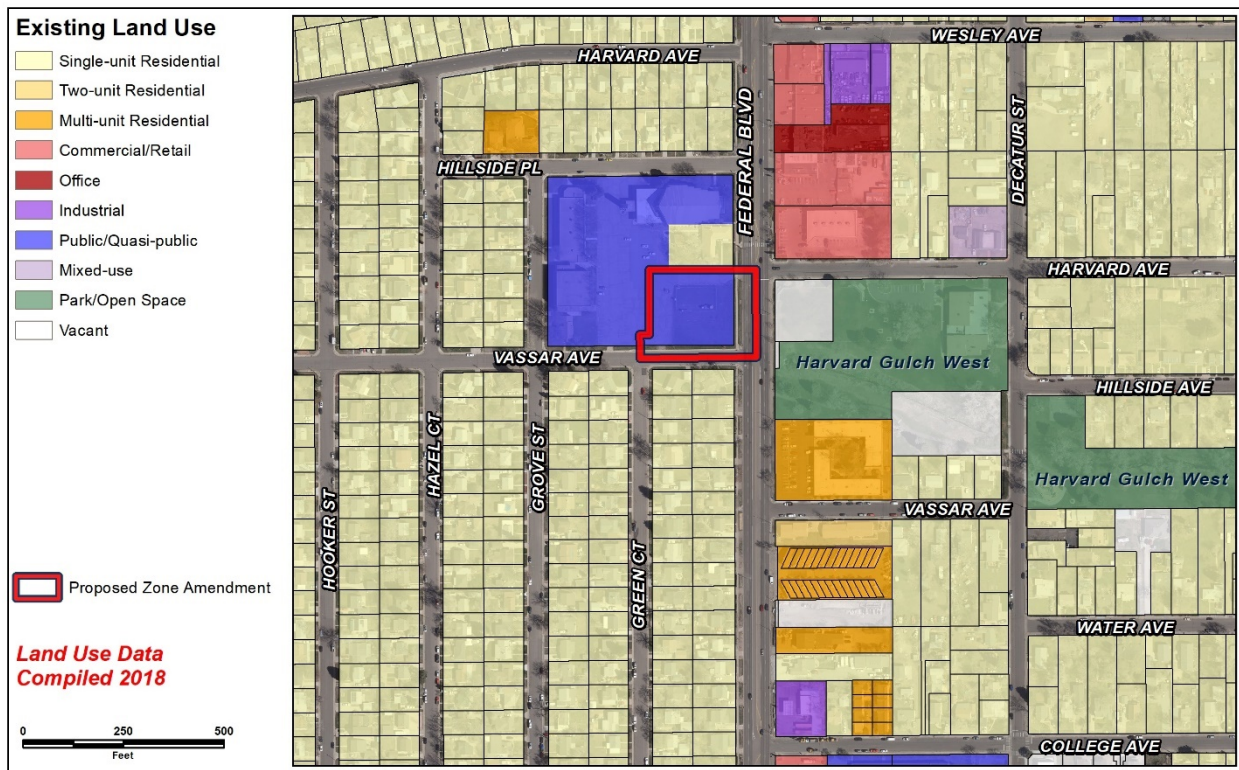 Existing Land Use
Single-unit Residential
Two-unit Residential
Multi-unit Residential
Commercial/Retail
Office
Industrial
Public/Quasi-public
Mixed-use
Park/Open Space
Vacant
Proposed Zone Amendment
Land Use Data
Compiled 2018
0 250 500
Feet
HARVARD AVE
WESLEY AVE
HILLSIDE PL
FEDERAL BLVD
DECATUR ST
HARVARD AVE
VASSAR AVE
Harvard Gulch West
HILLSIDE AVE
HOOKER ST
HAZEL CT
GROVE ST
GREEN CT
Harvard Gulch West
VASSAR AVE
WATER AVE
COLLEGE AVE